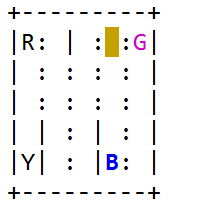 +---------+
|R: | : :G|
| : : : : |
| : : : : |
| | : | : |
|Y| : |B: |
+---------+